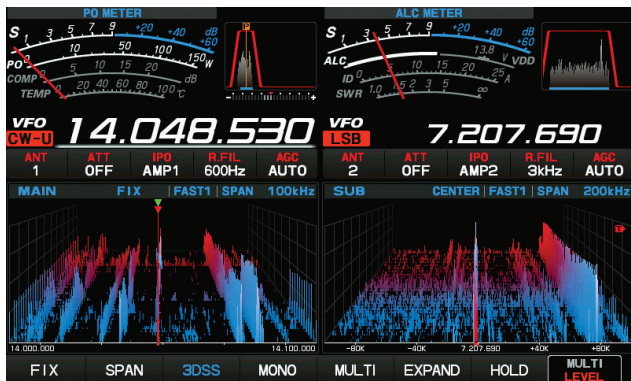 PO METER
S 1 3 5 7 9 +20 +40 +60 dB
PO 0 10 50 100 150 W
COMP 0 5 10 15 20 dB
TEMP 0 20 40 60 80 100 °C
P
- +
ALC METER
S 1 3 5 7 9 +20 +40 +60 dB
ALC 13.8 V VDD
ID 0 5 10 15 20 25 A
SWR 1.0 1.5 2 3 5 ∞
VFO
CW-U
14.048.530
VFO
LSB
7.207.690
ANT ATT IPO R.FIL AGC
1 OFF AMP1 600Hz AUTO
ANT ATT IPO R.FIL AGC
2 OFF AMP2 3kHz AUTO
MAIN FIX | FAST1 | SPAN 100kHz
14.000.000 14.100.000
SUB CENTER | FAST1 | SPAN 200kHz
T
-80K -40K 7.207.690 +40K +80K
FIX SPAN 3DSS MONO MULTI EXPAND HOLD MULTI
LEVEL